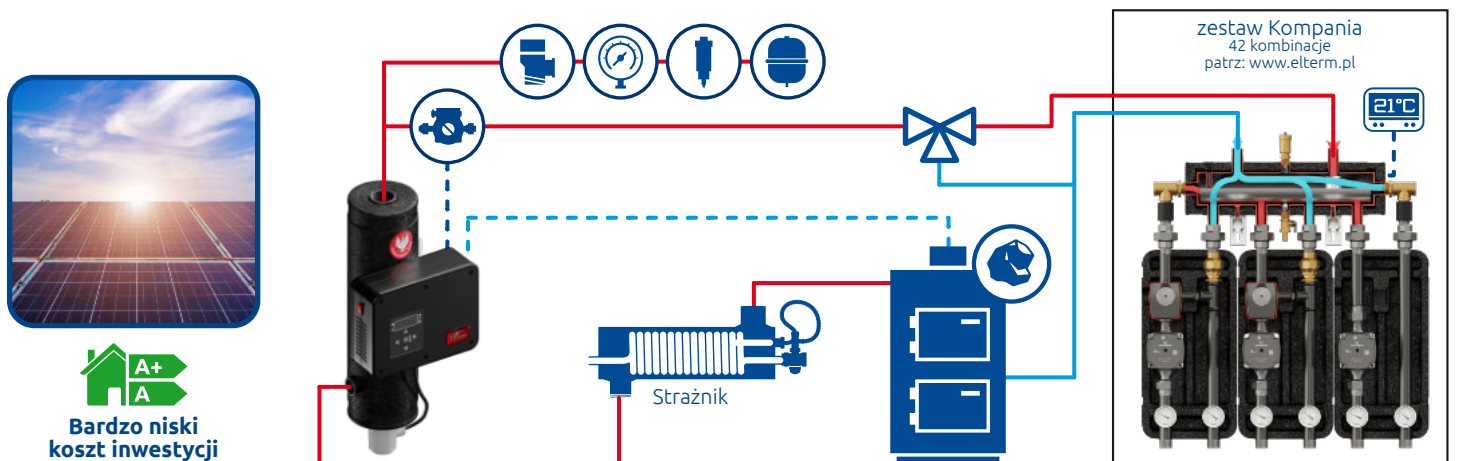 zestaw Kompania
42 kombinacje
patrz: www.elterm.pl
21°C
A+
A
Strażnik
Bardzo niski
koszt inwestycji